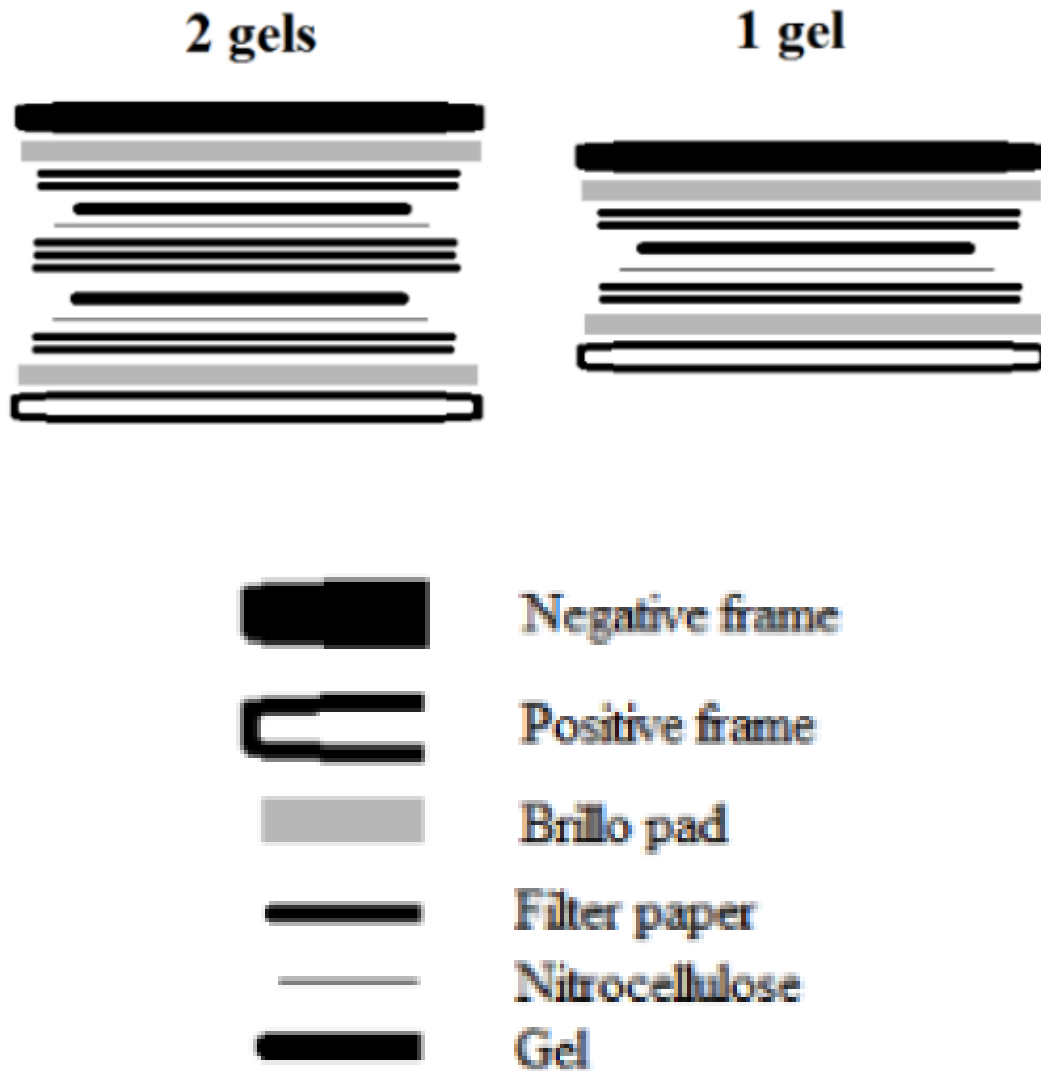 2 gels
1 gel
Negative frame
Positive frame
Brillo pad
Filter paper
Nitrocellulose
Gel